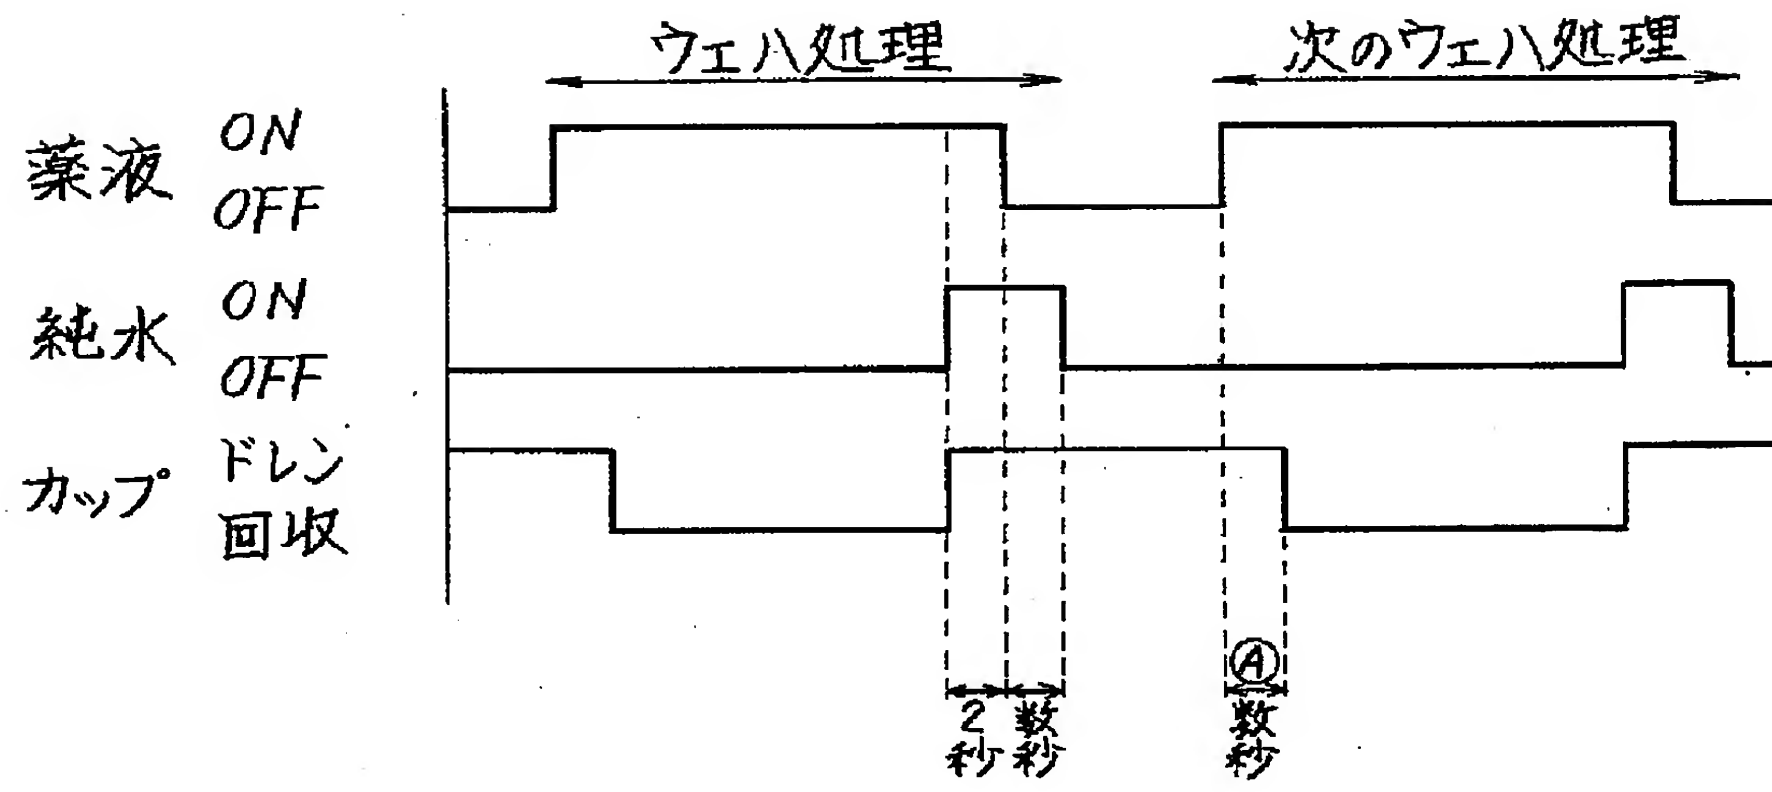 ウェハ処理 次のウェハ処理
薬液 ON
OFF
純水 ON
OFF
カップ ドレン
回収
Ⓐ
2秒 数秒 数秒